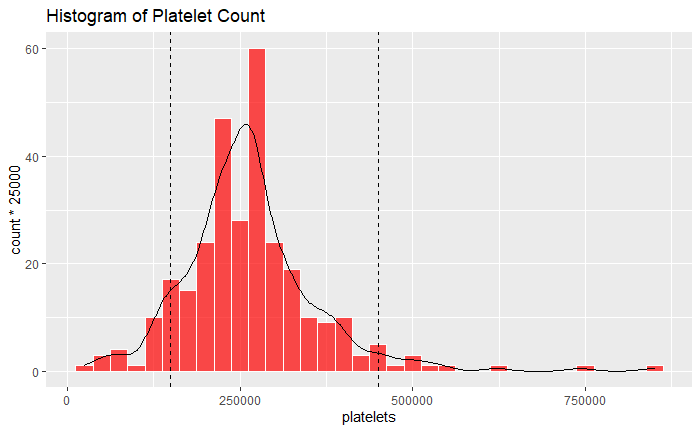 Histogram of Platelet Count
60
40
20
0
count * 25000
0 250000 500000 750000
platelets